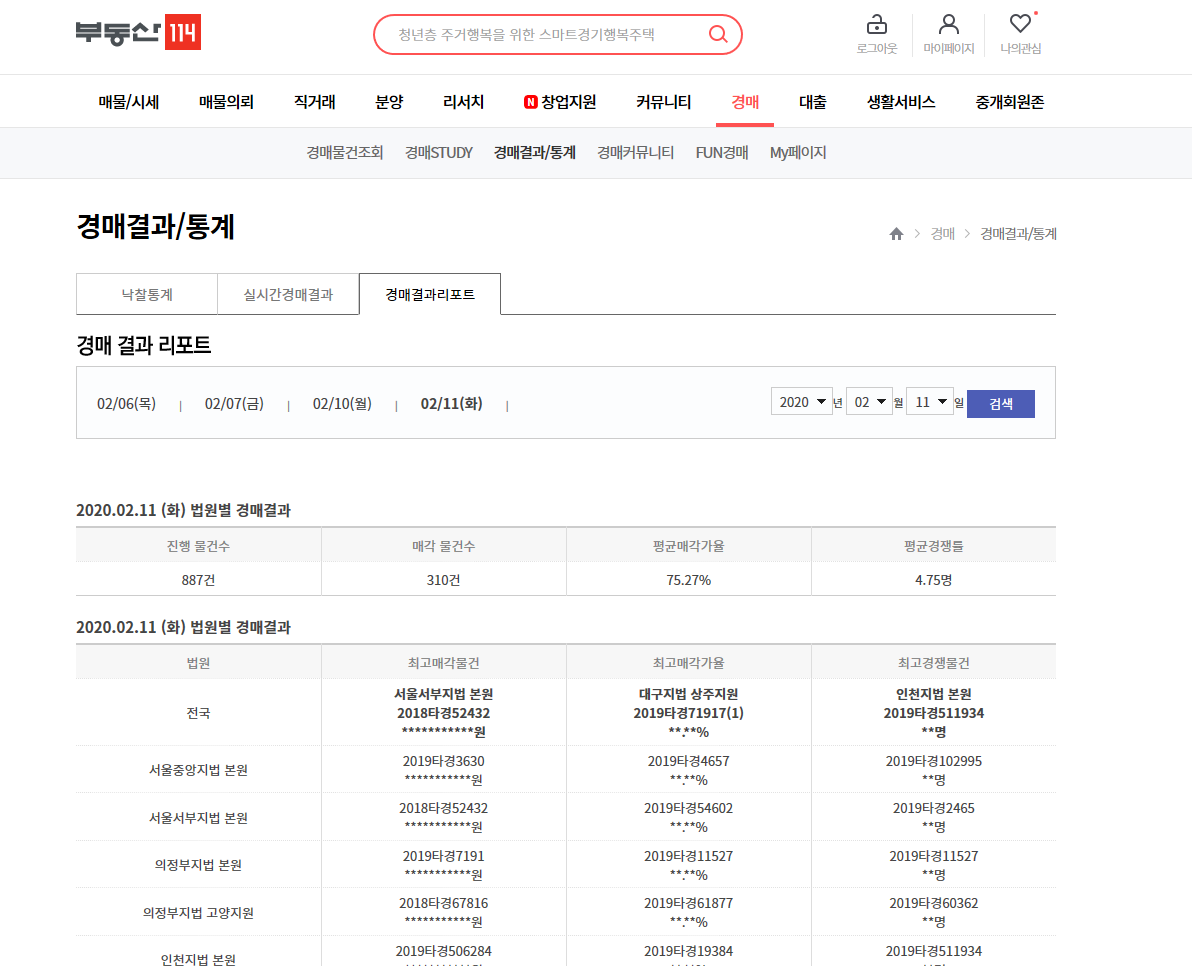 부동산 114
청년층 주거행복을 위한 스마트경기행복주택
로그아웃 마이페이지 나의관심
매물/시세 매물의뢰 직거래 분양 리서치 N 창업지원 커뮤니티 경매 대출 생활서비스 중개회원존
경매물건조회 경매STUDY 경매결과/통계 경매커뮤니티 FUN경매 My페이지
경매결과/통계
> 경매 > 경매결과/통계
낙찰통계 실시간경매결과 경매결과리포트
경매 결과 리포트
02/06(목) | 02/07(금) | 02/10(월) | 02/11(화) | 2020 년 02 월 11 일 검색
2020.02.11 (화) 법원별 경매결과
진행 물건수 매각 물건수 평균매각가율 평균경쟁률
887건 310건 75.27% 4.75명
2020.02.11 (화) 법원별 경매결과
법원 최고매각물건 최고매각가율 최고경쟁물건
서울서부지법 본원 대구지법 상주지원 인천지법 본원
전국 2018타경52432 2019타경71917(1) 2019타경511934
***********원 **.**% **명
2019타경3630 2019타경4657 2019타경102995
서울중앙지법 본원
***********원 **.**% **명
2018타경52432 2019타경54602 2019타경2465
서울서부지법 본원
***********원 **.**% **명
2019타경7191 2019타경11527 2019타경11527
의정부지법 본원
***********원 **.**% **명
2018타경67816 2019타경61877 2019타경60362
의정부지법 고양지원
***********원 **.**% **명
2019타경506284 2019타경19384 2019타경511934
인천지법 본원